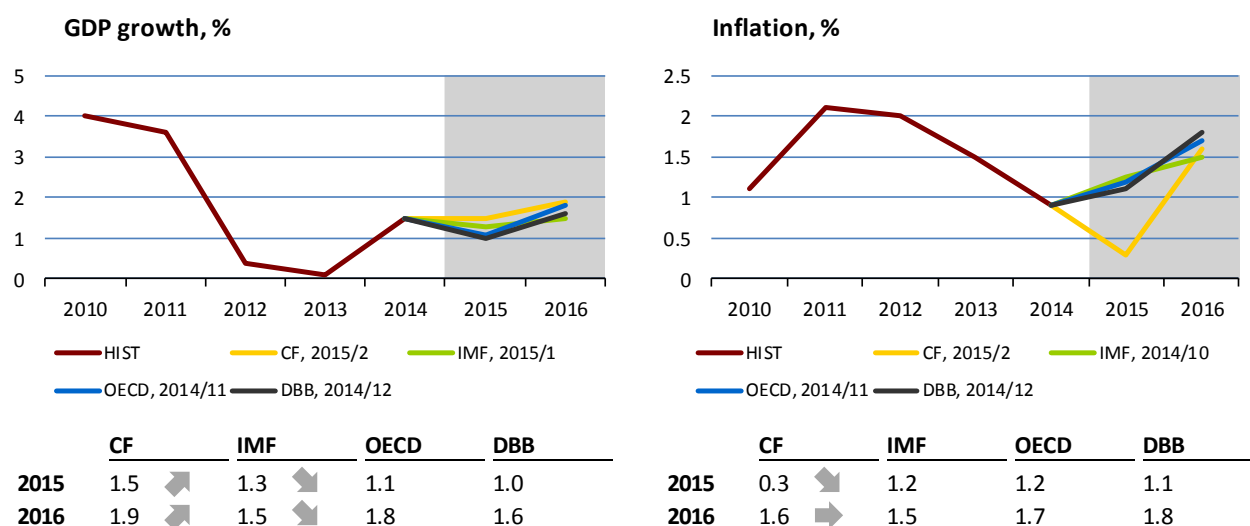 GDP growth, %
5
4
3
2
1
0
2010 2011 2012 2013 2014 2015 2016
HIST CF, 2015/2 IMF, 2015/1
OECD, 2014/11 DBB, 2014/12
CF IMF OECD DBB
2015 1.5 1.3 1.1 1.0
2016 1.9 1.5 1.8 1.6
Inflation, %
2.5
2
1.5
1
0.5
0
2010 2011 2012 2013 2014 2015 2016
HIST CF, 2015/2 IMF, 2014/10
OECD, 2014/11 DBB, 2014/12
CF IMF OECD DBB
2015 0.3 1.2 1.2 1.1
2016 1.6 1.5 1.7 1.8